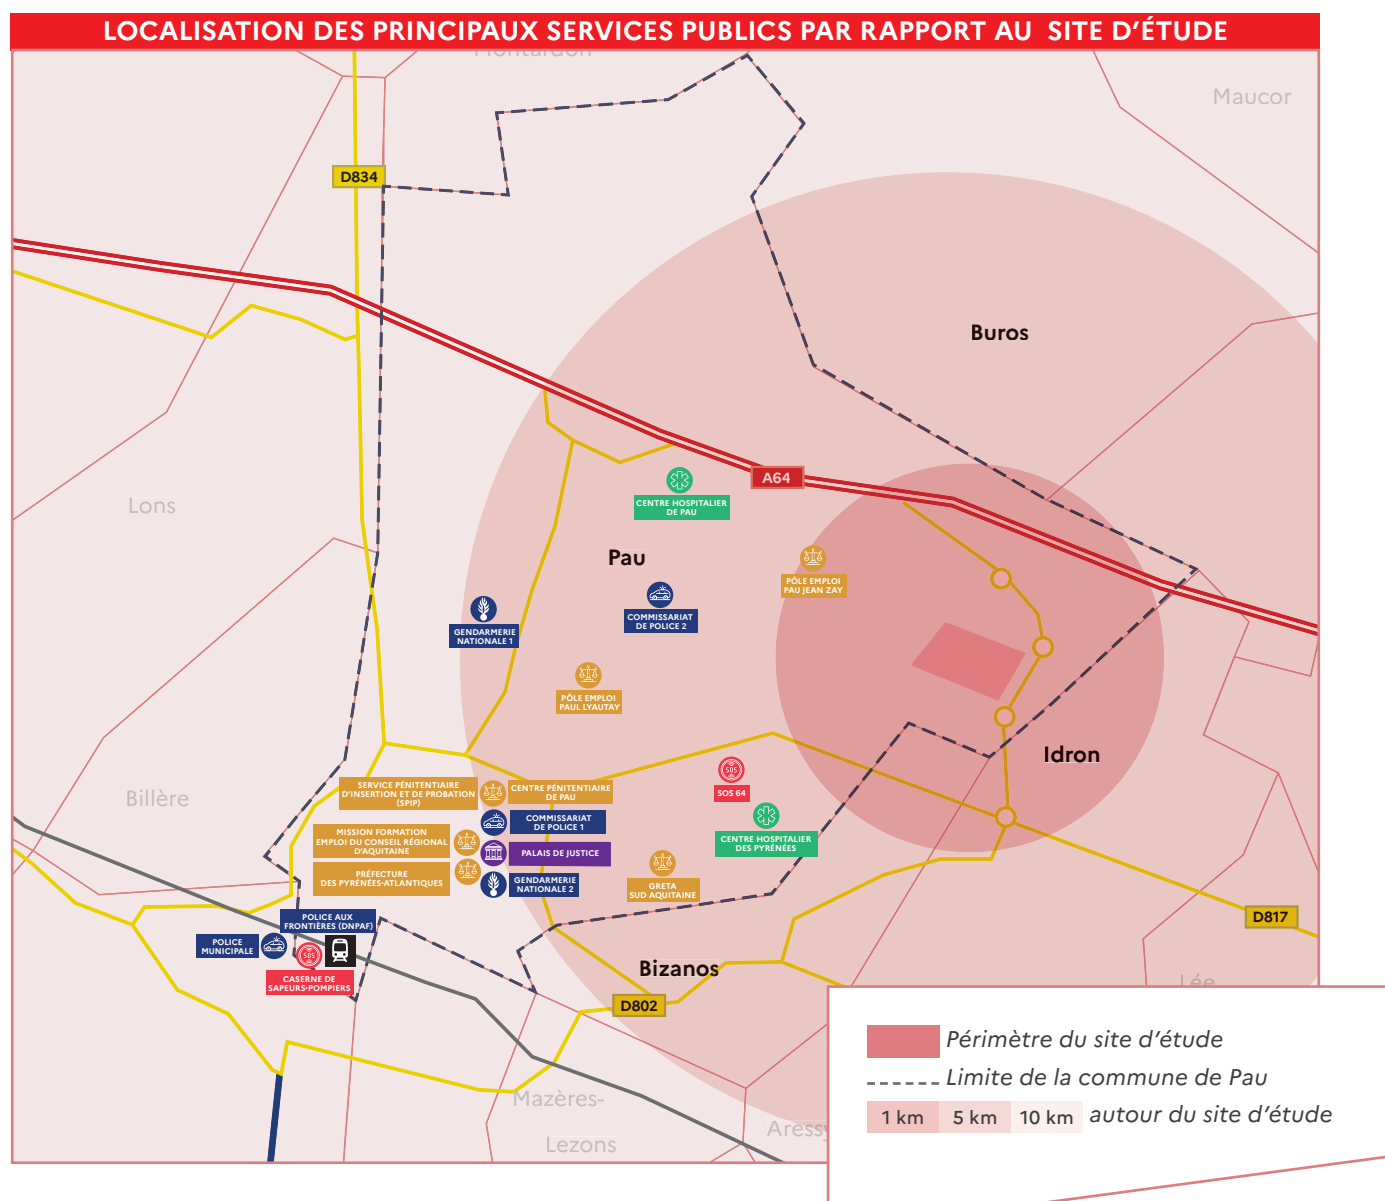 LOCALISATION DES PRINCIPAUX SERVICES PUBLICS PAR RAPPORT AU SITE D'ÉTUDE
Montardon
Maucor
D834
Buros
A64
CENTRE HOSPITALIER
DE PAU
Lons
Pau
PÔLE EMPLOI
PAU JEAN ZAY
COMMISSARIAT
DE POLICE 2
GENDARMERIE
NATIONALE 1
PÔLE EMPLOI
PAUL LYAUTAY
Idron
SOS
SOS 64
Billère
SERVICE PÉNITENTIAIRE
D'INSERTION ET DE PROBATION
(SPIP)
CENTRE PÉNITENTIAIRE
DE PAU
COMMISSARIAT
DE POLICE 1
MISSION FORMATION
EMPLOI DU CONSEIL RÉGIONAL
D'AQUITAINE
PALAIS DE JUSTICE
CENTRE HOSPITALIER
DES PYRÉNÉES
PRÉFECTURE
DES PYRÉNÉES-ATLANTIQUES
GENDARMERIE
NATIONALE 2
GRETA
SUD AQUITAINE
POLICE AUX
FRONTIÈRES (DNPAF)
D817
POLICE
MUNICIPALE
SOS
CASERNE DE
SAPEURS-POMPIERS
Bizanos
Lée
D802
Mazères-
Lezons
Aressy
Périmètre du site d'étude
Limite de la commune de Pau
1 km 5 km 10 km autour du site d'étude